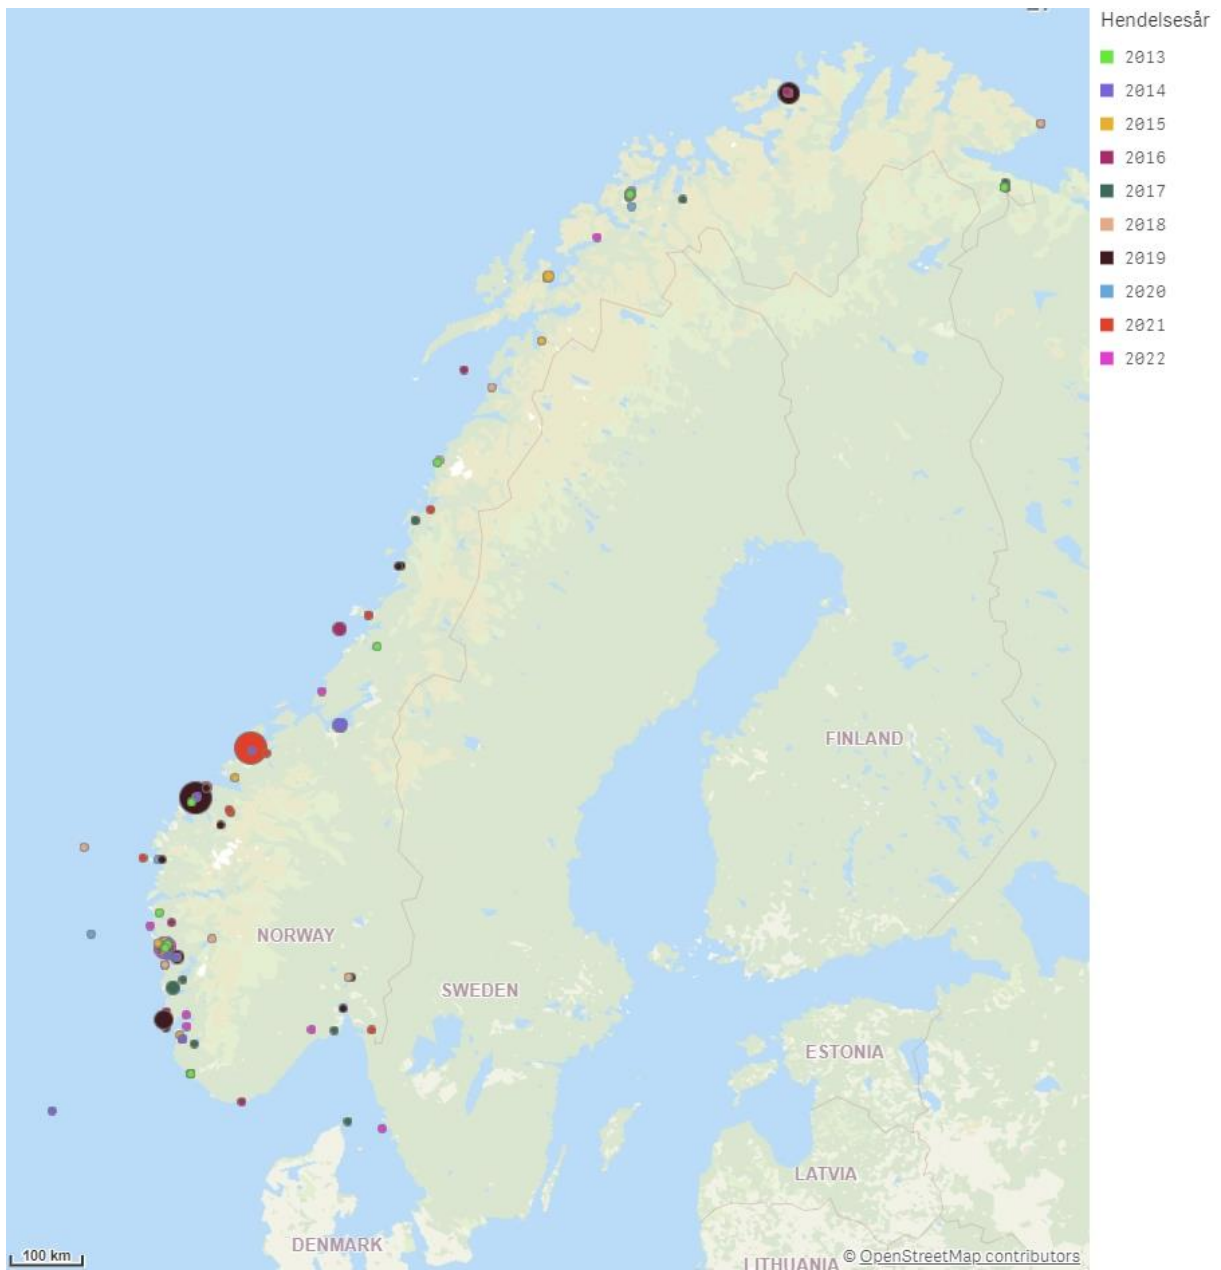 Hendelsesår
2013
2014
2015
2016
2017
2018
2019
2020
2021
2022
FINLAND
NORWAY
SWEDEN
ESTONIA
LATVIA
DENMARK
LITHUANIA
100 km
© OpenStreetMap contributors